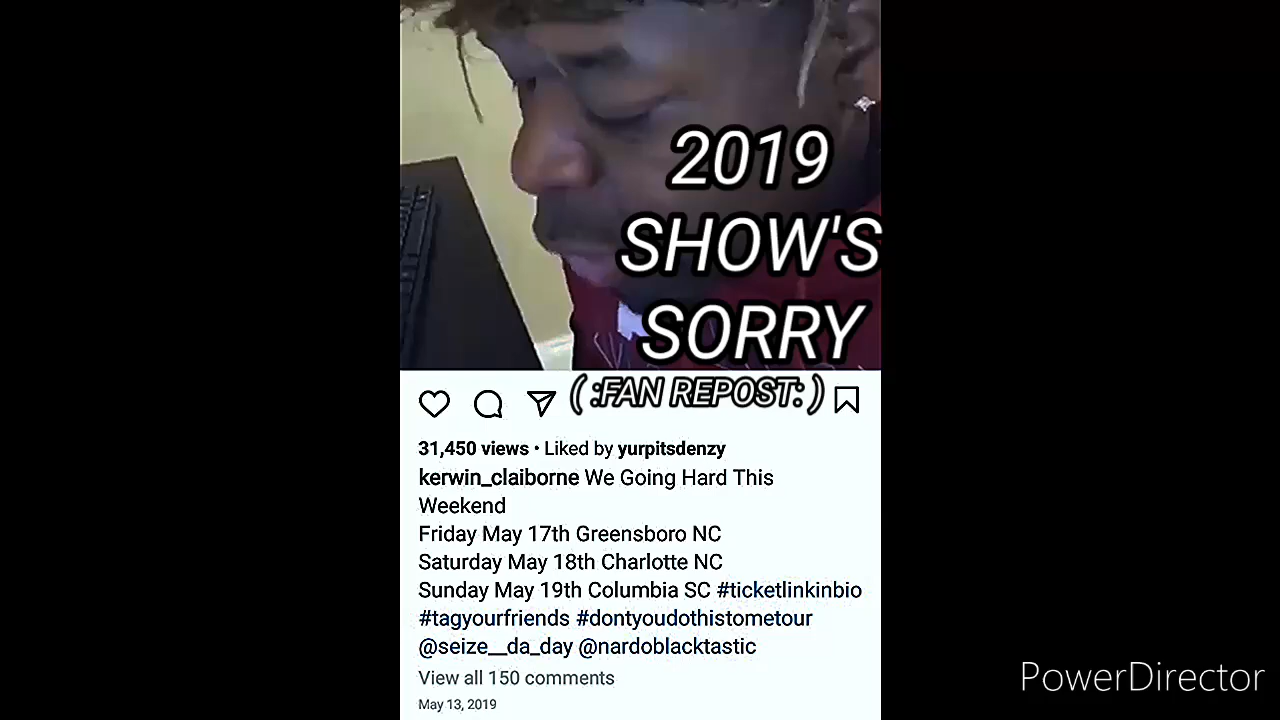 2019
SHOW'S
SORRY
( :FAN REPOST: )
31,450 views • Liked by yurpitsdenzy
kerwin_claiborne We Going Hard This
Weekend
Friday May 17th Greensboro NC
Saturday May 18th Charlotte NC
Sunday May 19th Columbia SC #ticketlinkinbio
#tagyourfriends #dontyoudothistometour
@seize__da_day @nardoblacktastic
View all 150 comments
May 13, 2019
PowerDirector